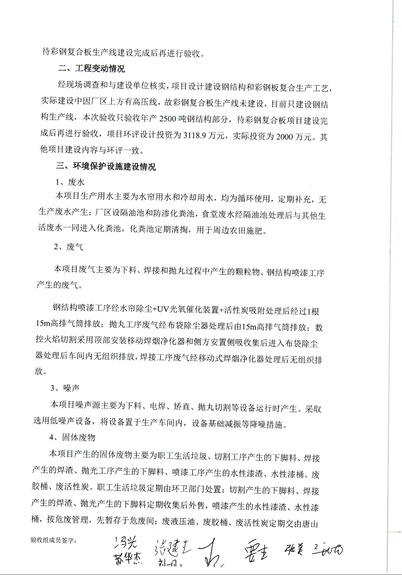 待彩钢复合板生产线建设完成后再进行验收。
二、工程变动情况
经现场调查和与建设单位核实，项目设计建设钢结构和彩钢板复合生产工艺，
实际建设中因厂区上方有高压线，故彩钢复合板生产线未建设，目前只建设钢结
构生产线，本次验收只验收年产 2500 吨钢结构部分，待彩钢复合板项目建设完
成后再进行验收，项目环评设计投资为 3118.9 万元，实际投资为 2000 万元。其
他项目建设内容与环评一致。
三、环境保护设施建设情况
1、废水
本项目生产用水主要为水帘用水和冷却用水，均为循环使用，定期补充，无
生产废水产生；厂区设隔油池和防渗化粪池，食堂废水经隔油池处理后与其他生
活废水一同进入化粪池，化粪池定期清掏，用于周边农田施肥。
2、废气
本项目废气主要为下料、焊接和抛丸过程中产生的颗粒物、钢结构喷漆工序
产生的废气。
钢结构喷漆工序经水帘除尘+UV光氧催化装置+活性炭吸附处理后经过1根
15m高排气筒排放；抛丸工序废气经布袋除尘器处理后由15m高排气筒排放；数
控火焰切割采用顶部安装移动焊烟净化器和侧方安置侧吸收集后进入布袋除尘
器处理后车间内无组织排放，焊接工序废气经移动式焊烟净化器处理后无组织排
放。
3、噪声
本项目噪声源主要为下料、电焊、矫直、抛丸切割等设备运行时产生。采取
选用低噪声设备，将设备置于生产车间内，设备基础减振等降噪措施。
4、固体废物
本项目产生的固体废物主要为职工生活垃圾、切割工序产生的下脚料、焊接
产生的焊渣、抛光工序产生的下脚料、喷漆工序产生的水性漆渣、水性漆桶、废
胶桶、废活性炭。职工生活垃圾定期由环卫部门处置；切割产生的下脚料、焊接
产生的焊渣、抛光产生的下脚料定期收集后外售，喷漆产生的水性漆渣、水性漆
桶，按危废管理，先暂存于危废间；废液压油、废胶桶、废活性炭定期交由唐山
验收组成员签字：